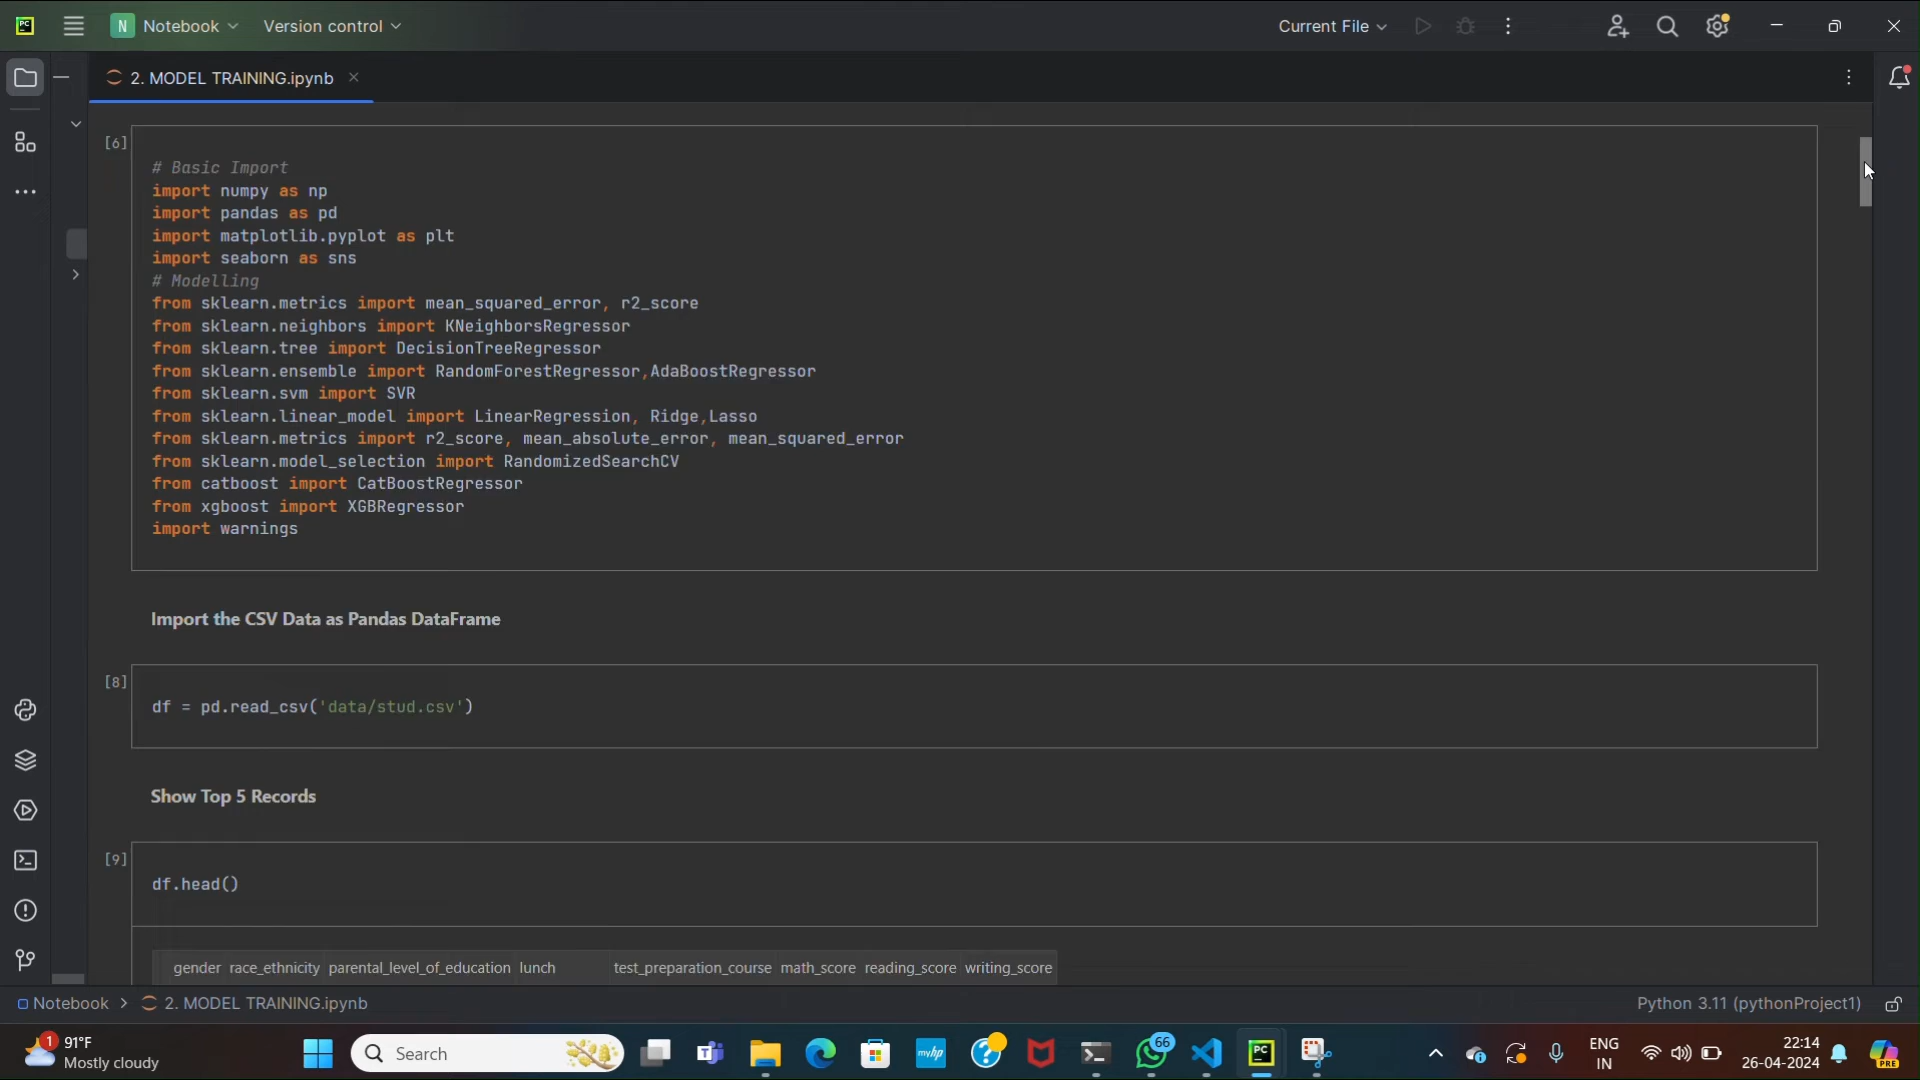 PC N Notebook Version control Current File
2. MODEL TRAINING.ipynb
[6]
# Basic Import
import numpy as np
import pandas as pd
import matplotlib.pyplot as plt
import seaborn as sns
# Modelling
from sklearn.metrics import mean_squared_error, r2_score
from sklearn.neighbors import KNeighborsRegressor
from sklearn.tree import DecisionTreeRegressor
from sklearn.ensemble import RandomForestRegressor,AdaBoostRegressor
from sklearn.svm import SVR
from sklearn.linear_model import LinearRegression, Ridge,Lasso
from sklearn.metrics import r2_score, mean_absolute_error, mean_squared_error
from sklearn.model_selection import RandomizedSearchCV
from catboost import CatBoostRegressor
from xgboost import XGBRegressor
import warnings
Import the CSV Data as Pandas DataFrame
[8]
df = pd.read_csv('data/stud.csv')
Show Top 5 Records
[9]
df.head()
gender race_ethnicity parental_level_of_education lunch test_preparation_course math_score reading_score writing_score
Notebook > 2. MODEL TRAINING.ipynb Python 3.11 (pythonProject1)
1 91°F
Mostly cloudy
Search
myhp
66
PC
ENG
IN
22:14
26-04-2024
PRE